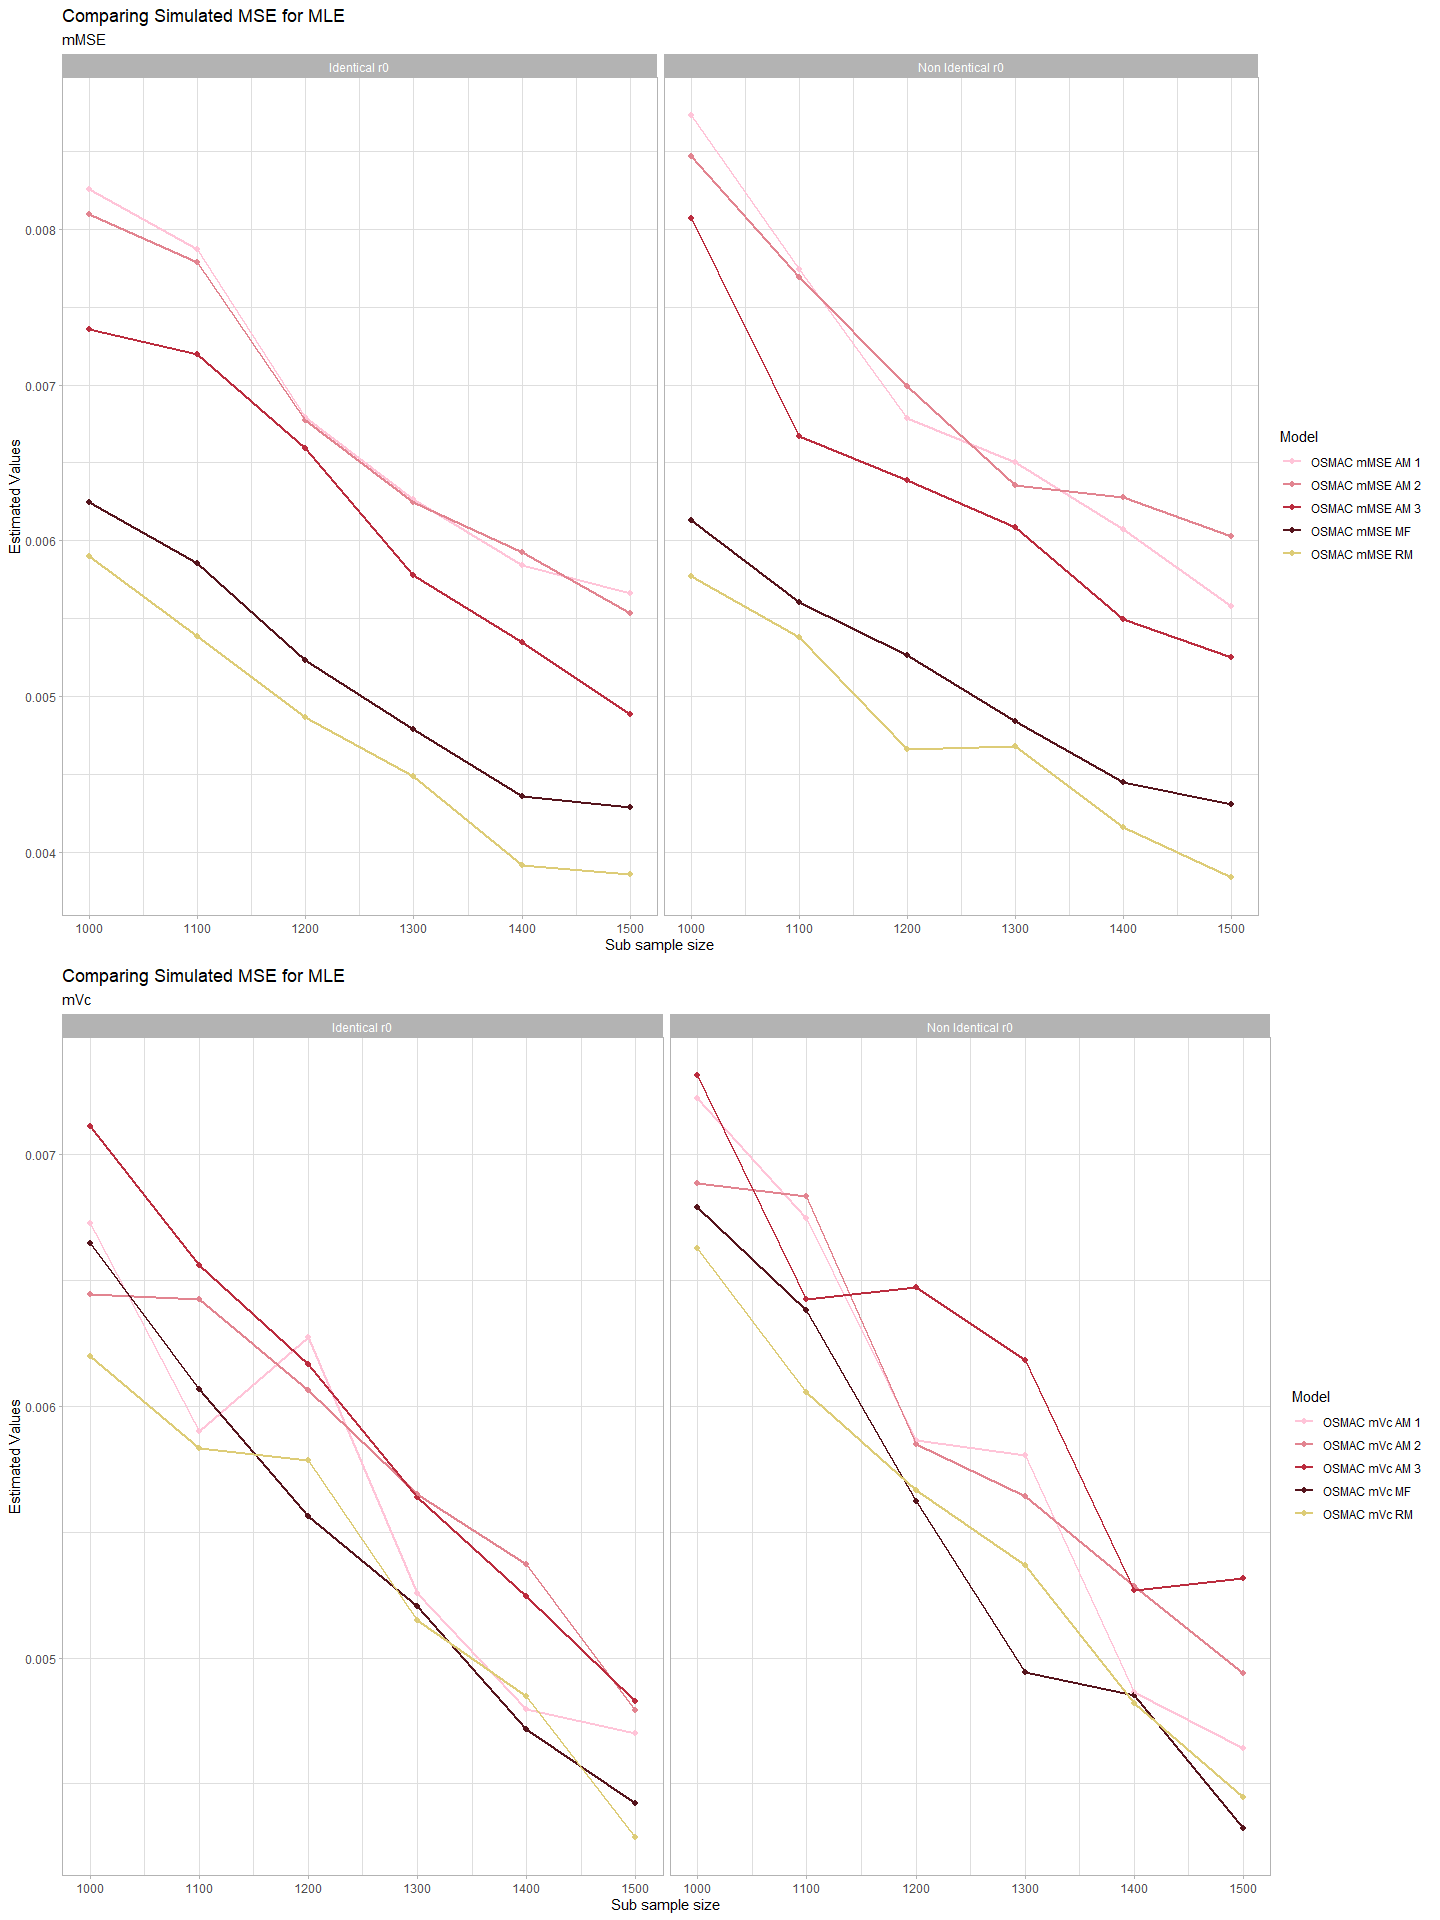 Comparing Simulated MSE for MLE
mMSE
Identical r0
Non Identical r0
0.008
0.007
0.006
0.005
0.004
Estimated Values
1000 1100 1200 1300 1400 1500
1000 1100 1200 1300 1400 1500
Sub sample size
Model
OSMAC mMSE AM 1
OSMAC mMSE AM 2
OSMAC mMSE AM 3
OSMAC mMSE MF
OSMAC mMSE RM
Comparing Simulated MSE for MLE
mVc
Identical r0
Non Identical r0
0.007
0.006
0.005
Estimated Values
1000 1100 1200 1300 1400 1500
1000 1100 1200 1300 1400 1500
Sub sample size
Model
OSMAC mVc AM 1
OSMAC mVc AM 2
OSMAC mVc AM 3
OSMAC mVc MF
OSMAC mVc RM